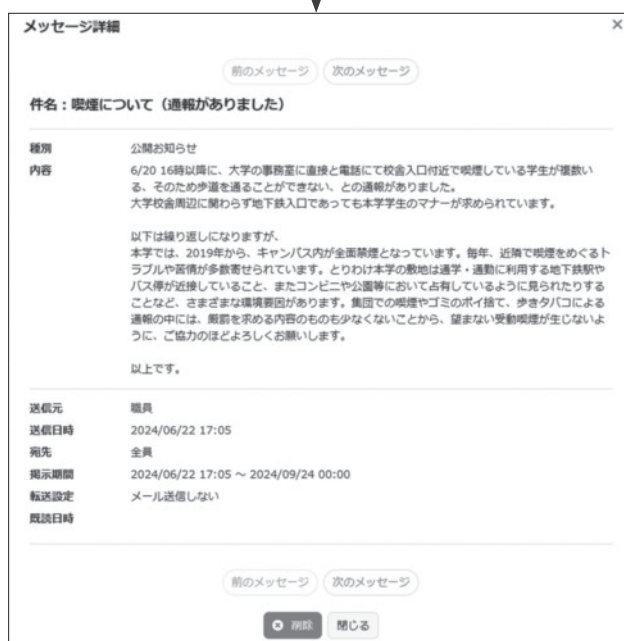 メッセージ詳細 ×
前のメッセージ 次のメッセージ
件名：喫煙について（通報がありました）
種別 公開お知らせ
内容 6/20 16時以降に、大学の事務室に直接と電話にて校舎入口付近で喫煙している学生が複数い
る、そのため歩道を通ることができない、との通報がありました。
大学校舎周辺に関わらず地下鉄入口であっても本学学生のマナーが求められています。
以下は繰り返しになりますが、
本学では、2019年から、キャンパス内が全面禁煙となっています。毎年、近隣で喫煙をめぐるト
ラブルや苦情が多数寄せられています。とりわけ本学の敷地は通学・通勤に利用する地下鉄駅や
バス停が近接していること、またコンビニや公園等において占有しているように見られたりする
ことなど、さまざまな環境要因があります。集団での喫煙やゴミのポイ捨て、歩きタバコによる
通報の中には、厳罰を求める内容のものも少なくないことから、望まない受動喫煙が生じないよ
うに、ご協力のほどよろしくお願いします。
以上です。
送信元 職員
送信日時 2024/06/22 17:05
宛先 全員
掲示期間 2024/06/22 17:05 ～ 2024/09/24 00:00
転送設定 メール送信しない
既読日時
前のメッセージ 次のメッセージ
削除 閉じる